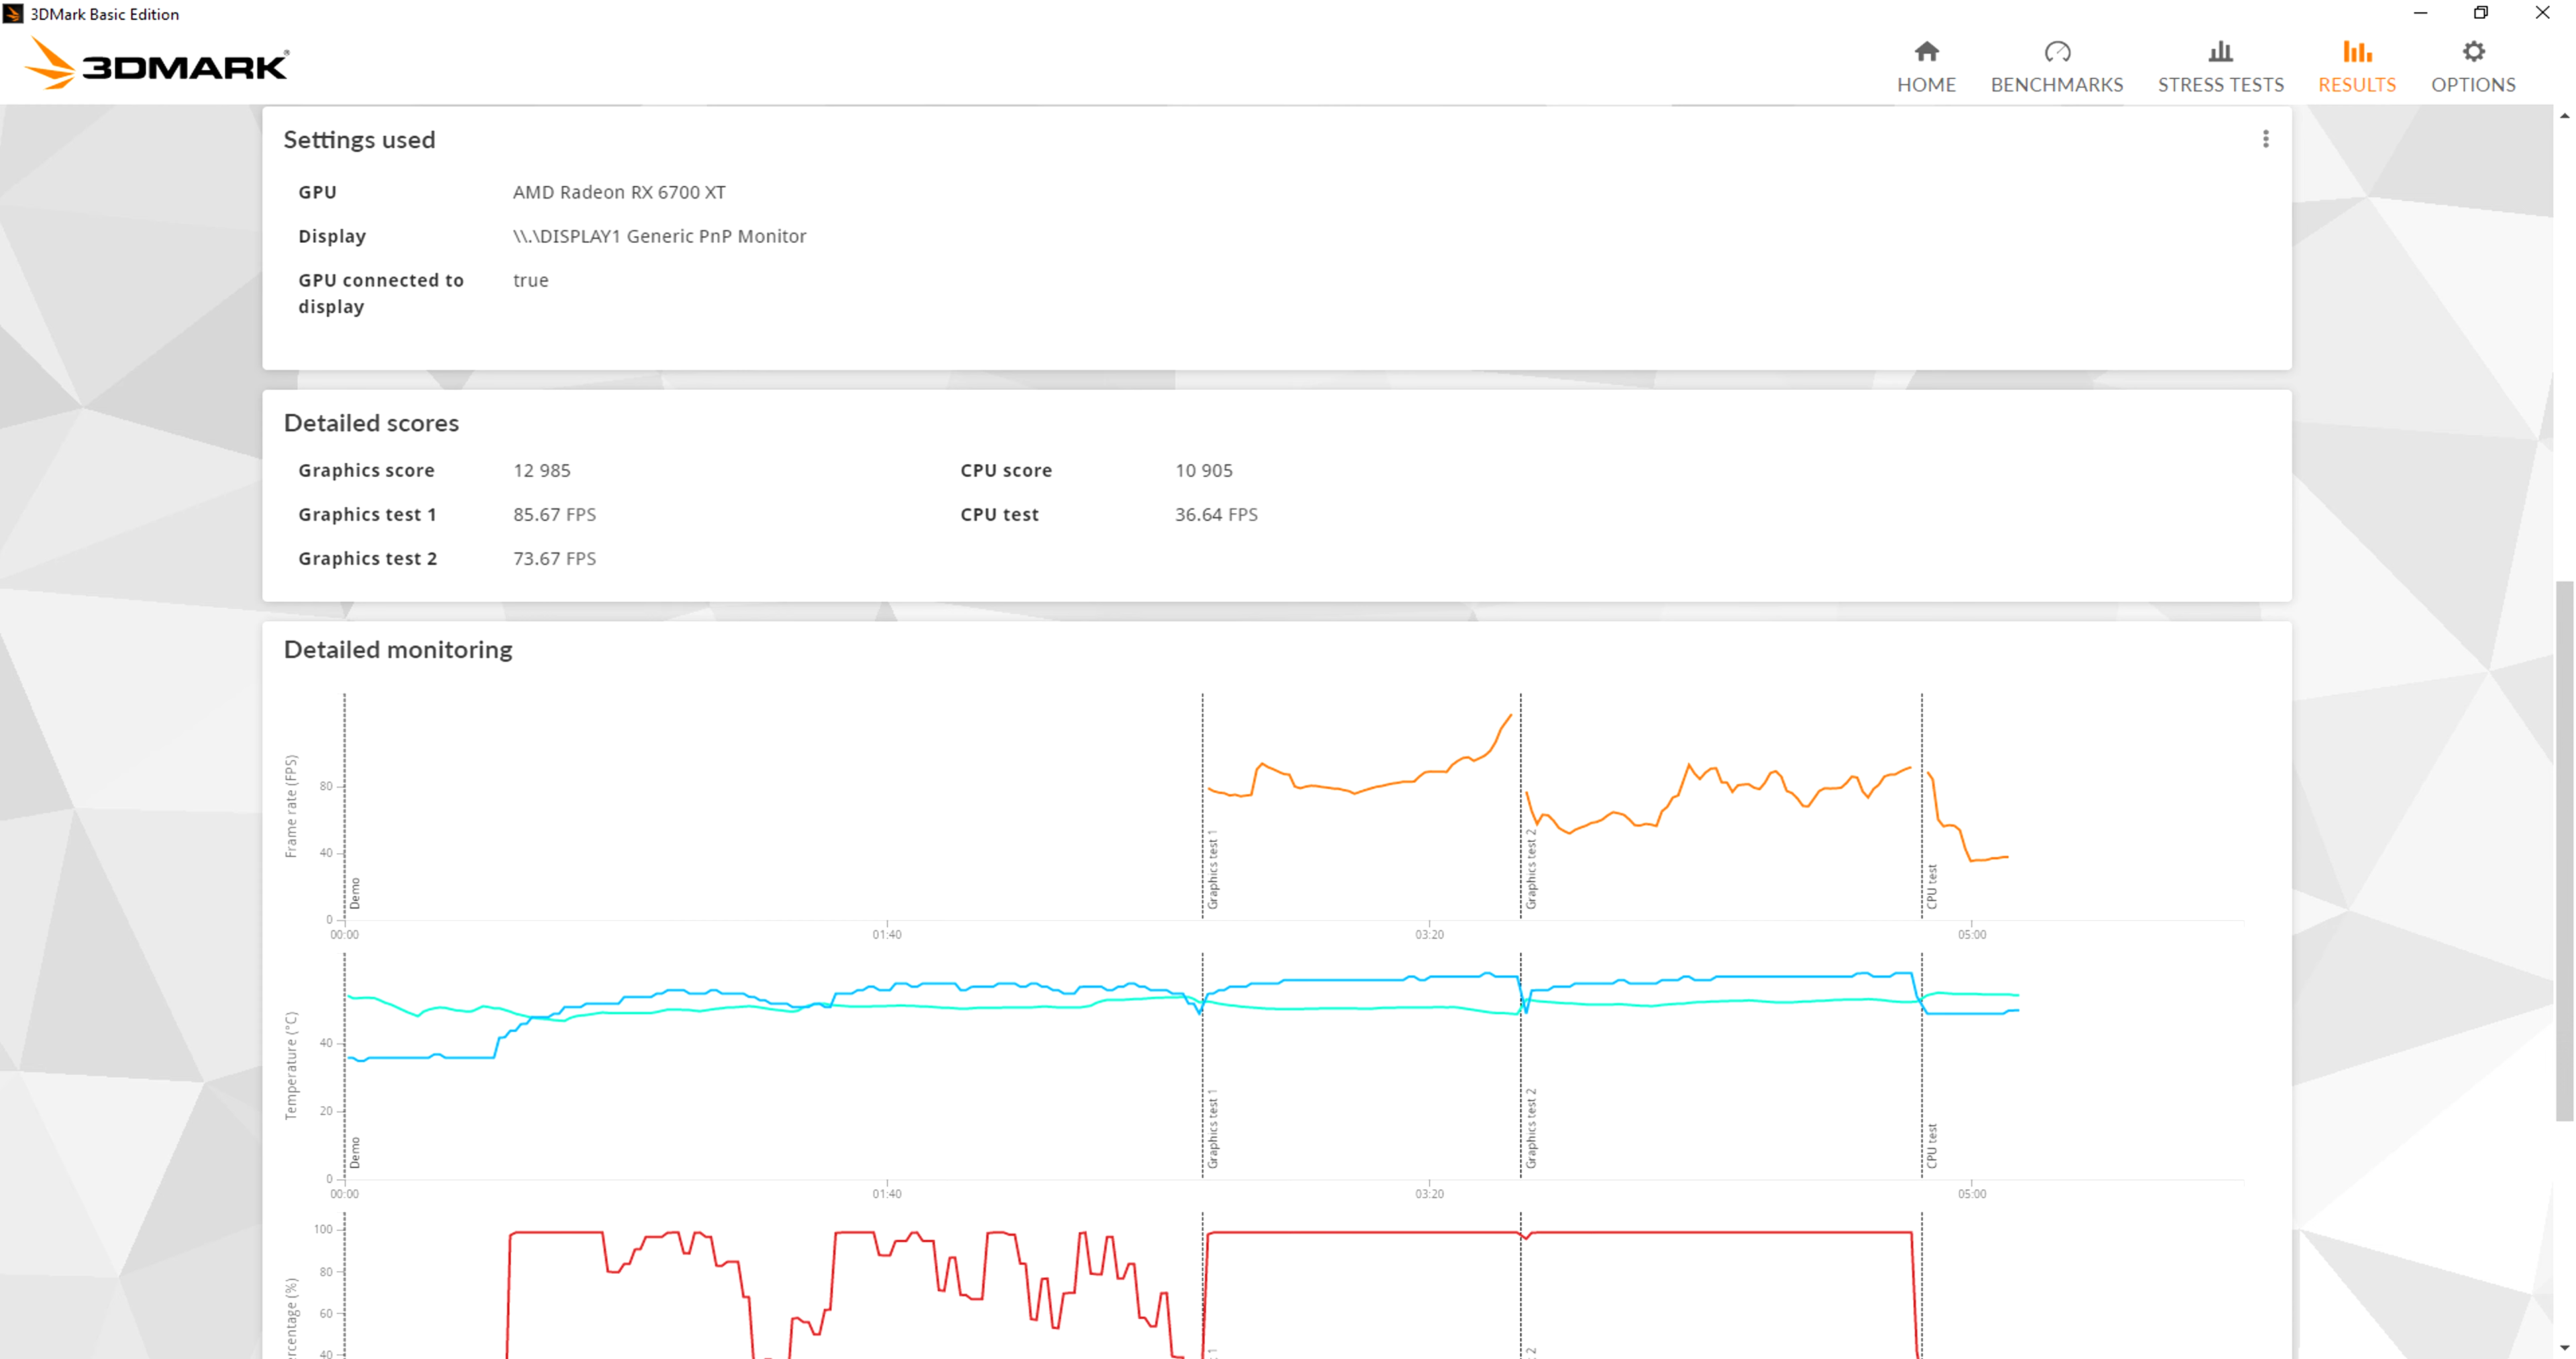 3DMark Basic Edition
3DMARK®
HOME BENCHMARKS STRESS TESTS RESULTS OPTIONS
Settings used
GPU AMD Radeon RX 6700 XT
Display \\.\DISPLAY1 Generic PnP Monitor
GPU connected to display true
Detailed scores
Graphics score 12 985 CPU score 10 905
Graphics test 1 85.67 FPS CPU test 36.64 FPS
Graphics test 2 73.67 FPS
Detailed monitoring
Frame rate (FPS)
80
40
0
Demo
Graphics test 1
Graphics test 2
CPU test
00:00 01:40 03:20 05:00
Temperature (°C)
40
20
0
Demo
Graphics test 1
Graphics test 2
CPU test
00:00 01:40 03:20 05:00
100
80
60
40